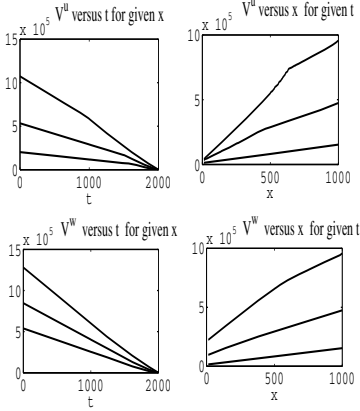 V^u versus t for given x
x 10^5
15
10
5
0
0 1000 2000
t
V^u versus x for given t
x 10^5
10
5
0
0 500 1000
x
V^w versus t for given x
x 10^5
15
10
5
0
0 1000 2000
t
V^w versus x for given t
x 10^5
10
5
0
0 500 1000
x